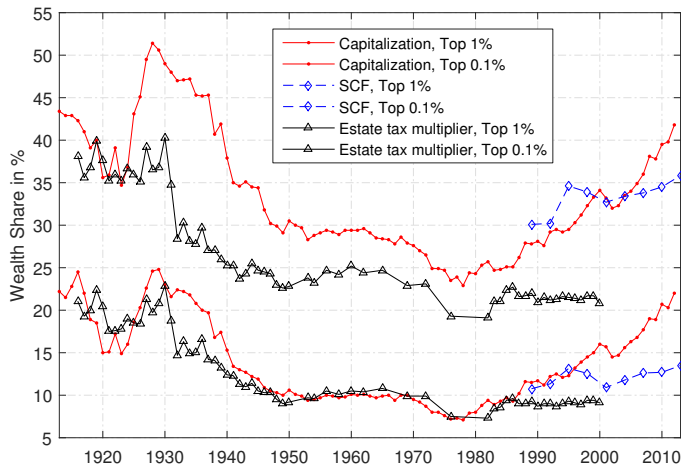 55
50
45
40
35
30
25
20
15
10
5
Wealth Share in %
Capitalization, Top 1%
Capitalization, Top 0.1%
SCF, Top 1%
SCF, Top 0.1%
Estate tax multiplier, Top 1%
Estate tax multiplier, Top 0.1%
1920 1930 1940 1950 1960 1970 1980 1990 2000 2010